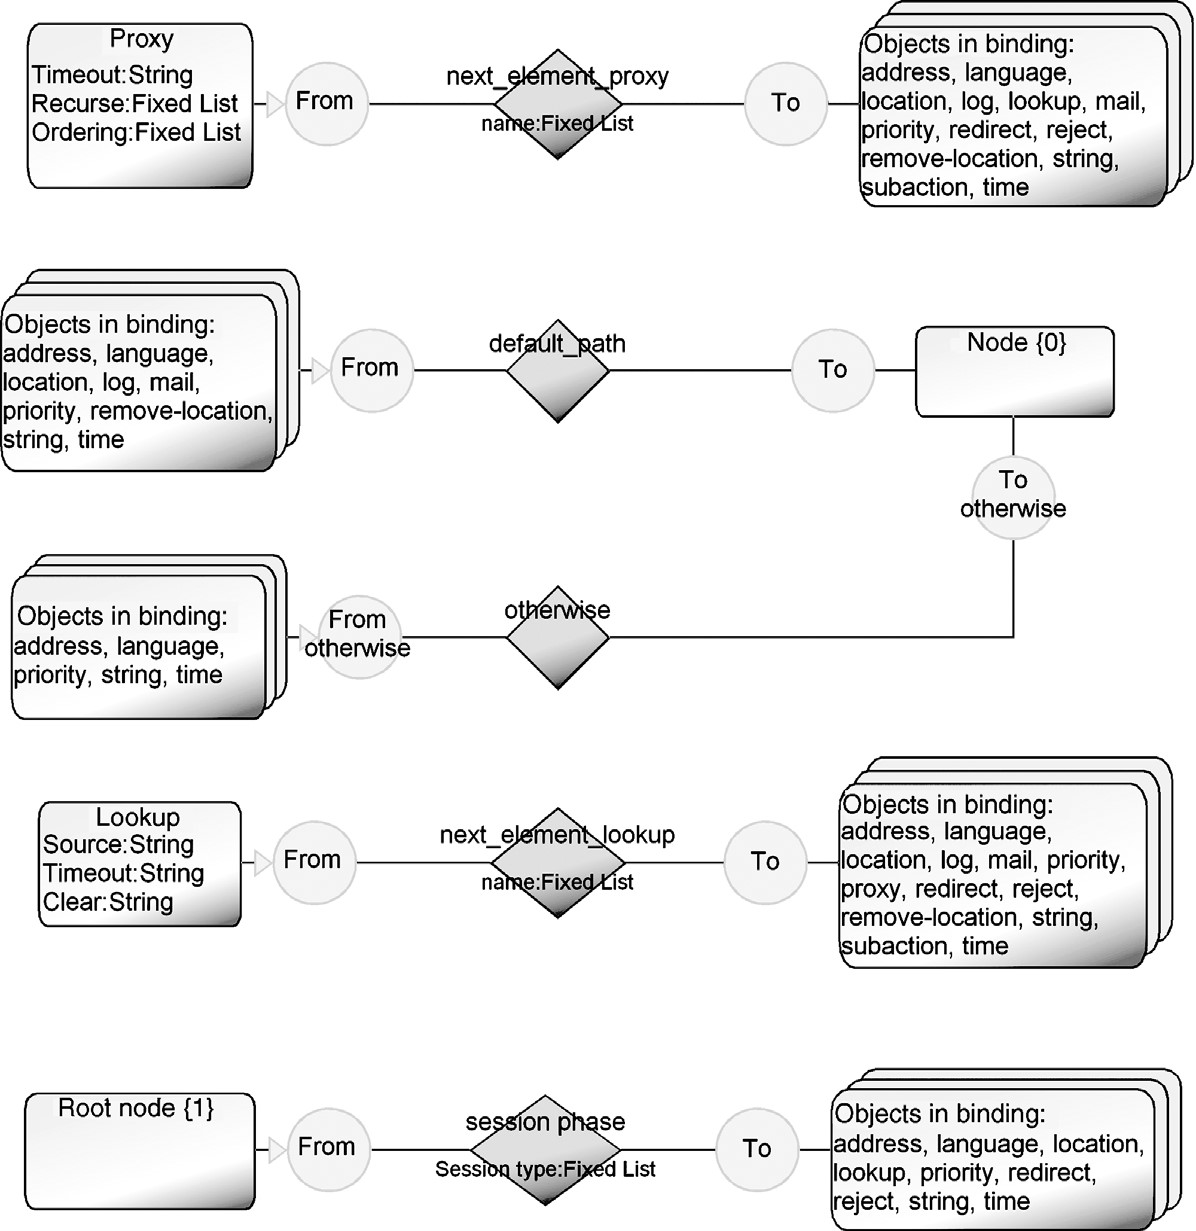 Proxy
Timeout:String
Recurse:Fixed List
Ordering:Fixed List
From
next_element_proxy
name:Fixed List
To
Objects in binding:
address, language,
location, log, lookup, mail,
priority, redirect, reject,
remove-location, string,
subaction, time
Objects in binding:
address, language,
location, log, mail,
priority, remove-location,
string, time
From
default_path
To
Node {0}
To
otherwise
Objects in binding:
address, language,
priority, string, time
From
otherwise
otherwise
Lookup
Source:String
Timeout:String
Clear:String
From
next_element_lookup
name:Fixed List
To
Objects in binding:
address, language,
location, log, mail, priority,
proxy, redirect, reject,
remove-location, string,
subaction, time
Root node {1}
From
session phase
Session type:Fixed List
To
Objects in binding:
address, language, location,
lookup, priority, redirect,
reject, string, time